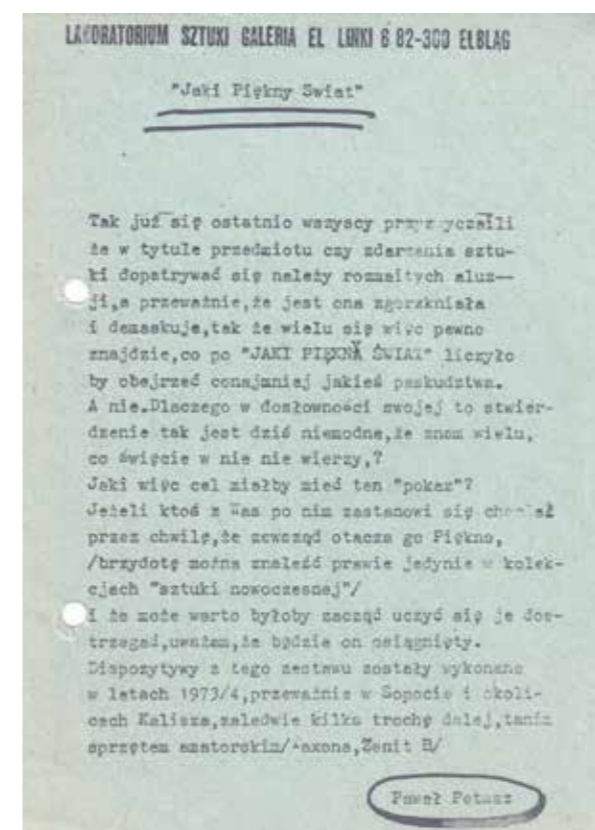 LABORATORIUM SZTUKI GALERIA EL LINKI 6 82-300 ELBLAG
"Jaki Piękny Swiat"
Tak już się ostatnio wszyscy przyzwyczaili
że w tytule przedmiotu czy zdarzenia sztu-
ki dopatrywać się należy rozmaitych aluz—
ji,a przeważnie,że jest ona zgorzkniała
i demaskuje,tak że wielu się więc pewno
znajdzie,co po "JAKI PIĘKNY ŚWIAT" liczyło
by obejrzeć conajmniej jakieś paskudztwa.
A nie.Dlaczego w dosłowności swojej to stwier-
dzenie tak jest dziś niemodne,że znam wielu,
co święcie w nie nie wierzy,?
Jaki więc cel miałby mieć ten "pokaz"?
Jeżeli ktoś z Was po nim zastanowi się chciał
przez chwilę,że zewsząd otacza go Piękno,
/brzydotę można znaleźć prawie jedynie w kolek-
cjach "sztuki nowoczesnej"/
i że może warto byłoby zacząć uczyć się je dos-
trzegać,uważam,że będzie on osiągnięty.
Diapozytywy z tego zestawu zostały wykonane
w latach 1973/4,przeważnie w Sopocie i okoli-
cach Kalisza,zaledwie kilka trochę dalej,tanim
sprzętem amatorskim/ Zenit B/
Paweł Petasz